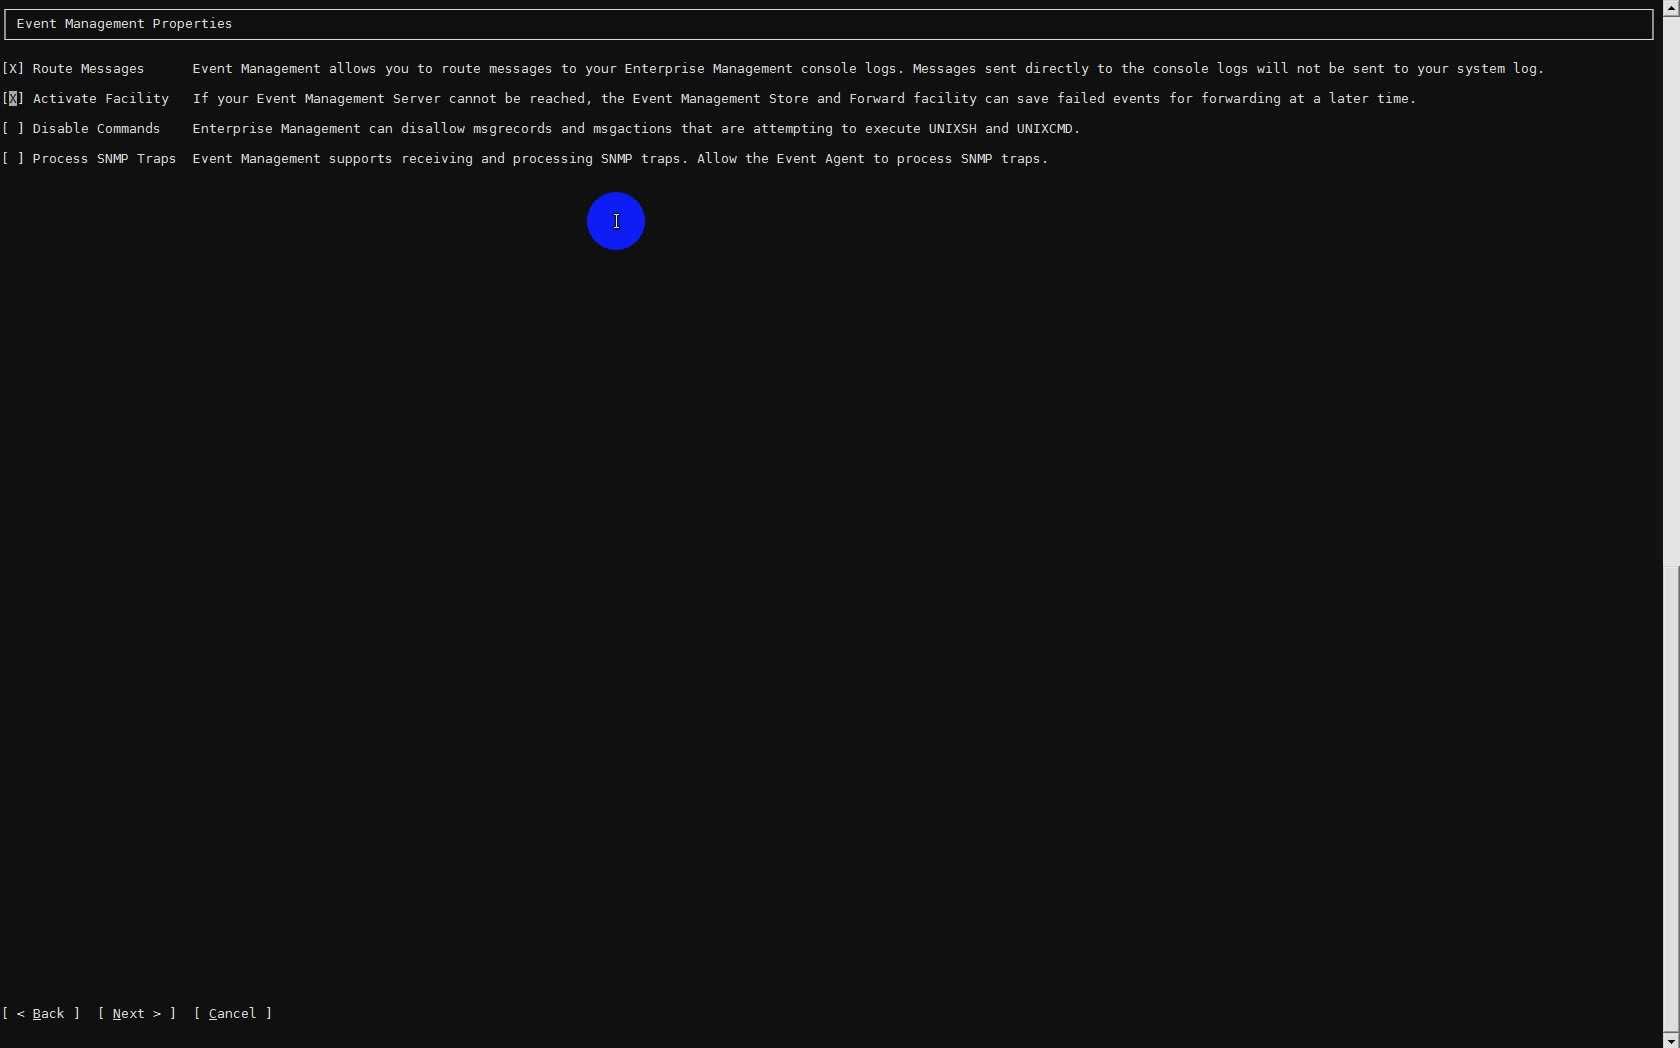 Event Management Properties
[X] Route Messages      Event Management allows you to route messages to your Enterprise Management console logs. Messages sent directly to the console logs will not be sent to your system log.
[X] Activate Facility   If your Event Management Server cannot be reached, the Event Management Store and Forward facility can save failed events for forwarding at a later time.
[ ] Disable Commands    Enterprise Management can disallow msgrecords and msgactions that are attempting to execute UNIXSH and UNIXCMD.
[ ] Process SNMP Traps  Event Management supports receiving and processing SNMP traps. Allow the Event Agent to process SNMP traps.
[ < Back ]  [ Next > ]  [ Cancel ]